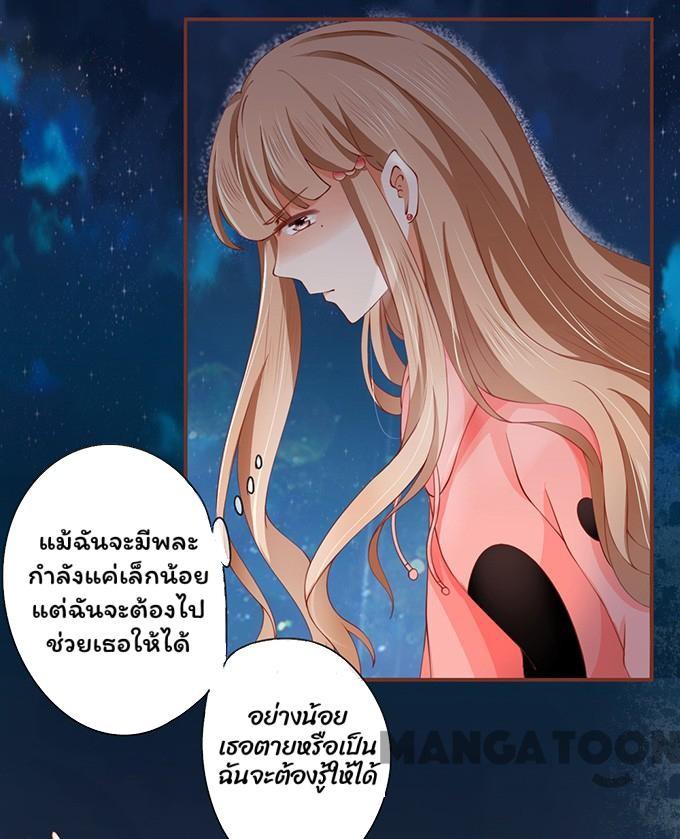 แม้ฉันจะมีพละ
กำลังแค่เล็กน้อย
แต่ฉันจะต้องไป
ช่วยเธอให้ได้
อย่างน้อย
เธอตายหรือเป็น
ฉันจะต้องรู้ให้ได้
MANGATOON